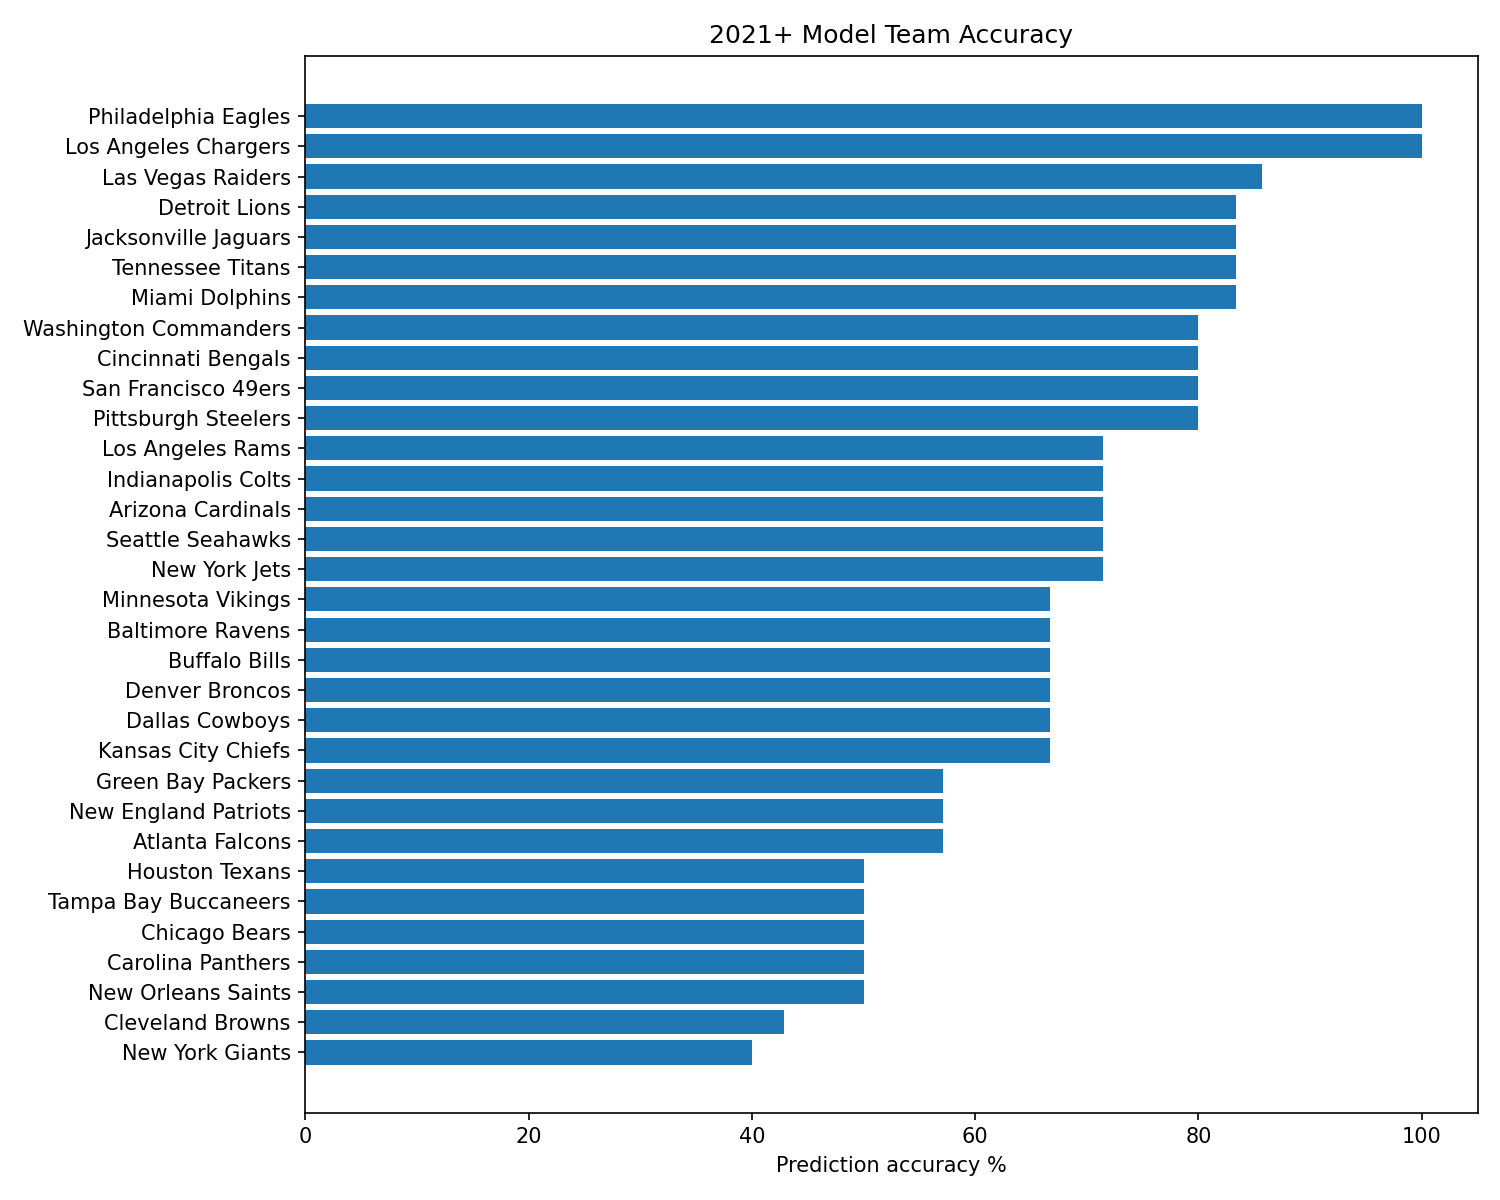 2021+ Model Team Accuracy
Philadelphia Eagles
Los Angeles Chargers
Las Vegas Raiders
Detroit Lions
Jacksonville Jaguars
Tennessee Titans
Miami Dolphins
Washington Commanders
Cincinnati Bengals
San Francisco 49ers
Pittsburgh Steelers
Los Angeles Rams
Indianapolis Colts
Arizona Cardinals
Seattle Seahawks
New York Jets
Minnesota Vikings
Baltimore Ravens
Buffalo Bills
Denver Broncos
Dallas Cowboys
Kansas City Chiefs
Green Bay Packers
New England Patriots
Atlanta Falcons
Houston Texans
Tampa Bay Buccaneers
Chicago Bears
Carolina Panthers
New Orleans Saints
Cleveland Browns
New York Giants
0 20 40 60 80 100
Prediction accuracy %